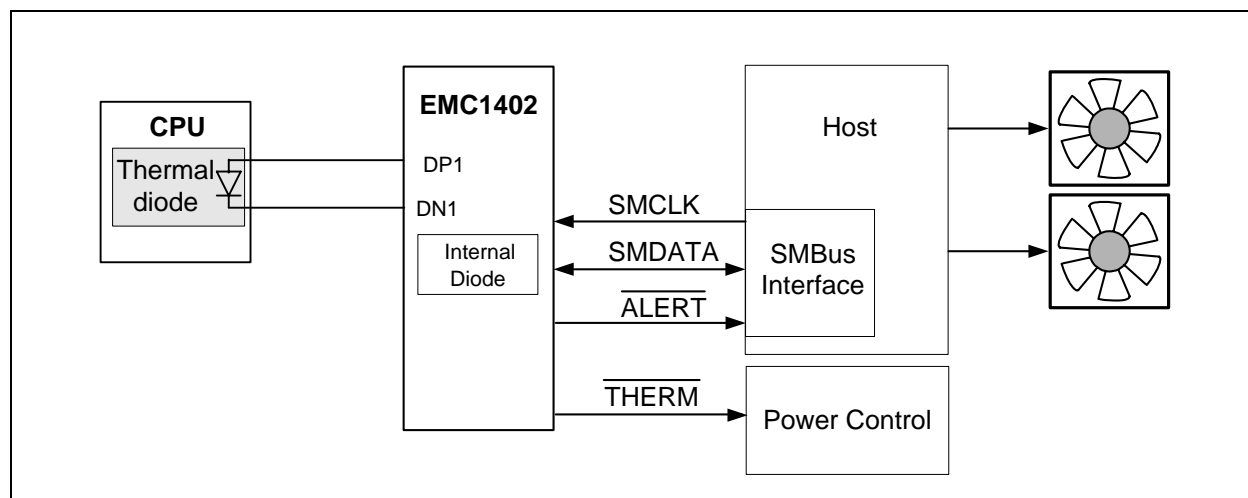 CPU
Thermal
diode
EMC1402
DP1
DN1
Internal
Diode
SMCLK
SMDATA
ALERT
THERM
Host
SMBus
Interface
Power Control